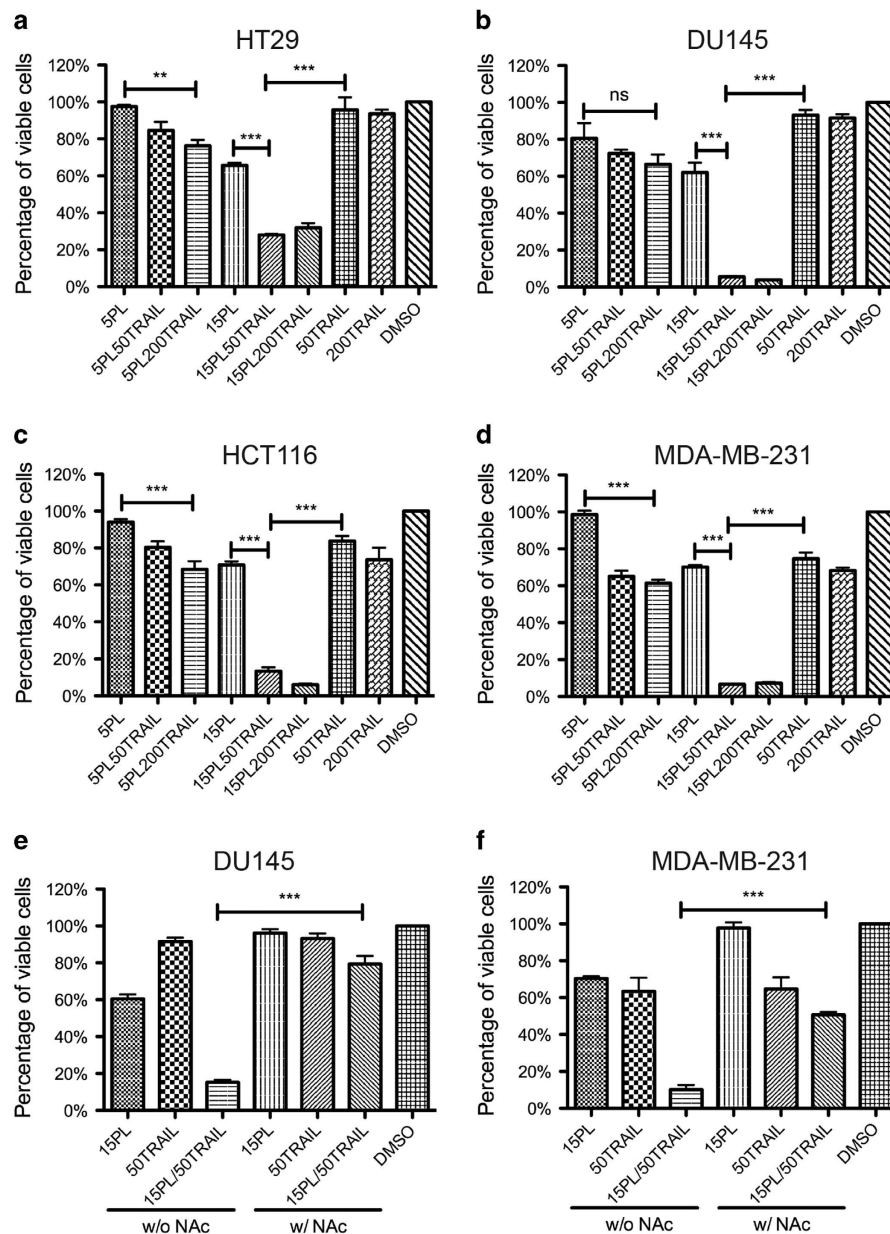 a
HT29
Percentage of viable cells
120%
100%
80%
60%
40%
20%
0%
**
***
***
5PL
5PL50TRAIL
5PL200TRAIL
15PL
15PL50TRAIL
15PL200TRAIL
50TRAIL
200TRAIL
DMSO
b
DU145
Percentage of viable cells
120%
100%
80%
60%
40%
20%
0%
ns
***
***
5PL
5PL50TRAIL
5PL200TRAIL
15PL
15PL50TRAIL
15PL200TRAIL
50TRAIL
200TRAIL
DMSO
c
HCT116
Percentage of viable cells
120%
100%
80%
60%
40%
20%
0%
***
***
***
5PL
5PL50TRAIL
5PL200TRAIL
15PL
15PL50TRAIL
15PL200TRAIL
50TRAIL
200TRAIL
DMSO
d
MDA-MB-231
Percentage of viable cells
120%
100%
80%
60%
40%
20%
0%
***
***
***
5PL
5PL50TRAIL
5PL200TRAIL
15PL
15PL50TRAIL
15PL200TRAIL
50TRAIL
200TRAIL
DMSO
e
DU145
Percentage of viable cells
120%
100%
80%
60%
40%
20%
0%
***
15PL
50TRAIL
15PL/50TRAIL
15PL
50TRAIL
15PL/50TRAIL
DMSO
w/o NAc
w/ NAc
f
MDA-MB-231
Percentage of viable cells
120%
100%
80%
60%
40%
20%
0%
***
15PL
50TRAIL
15PL/50TRAIL
15PL
50TRAIL
15PL/50TRAIL
DMSO
w/o NAc
w/ NAc